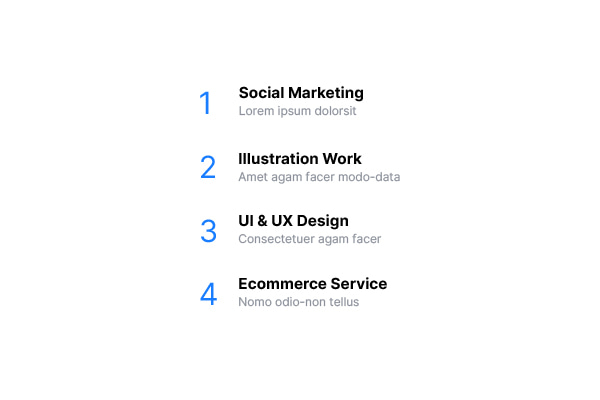 1
Social Marketing
Lorem ipsum dolorsit
2
Illustration Work
Amet agam facer modo-data
3
UI & UX Design
Consectetuer agam facer
4
Ecommerce Service
Nomo odio-non tellus